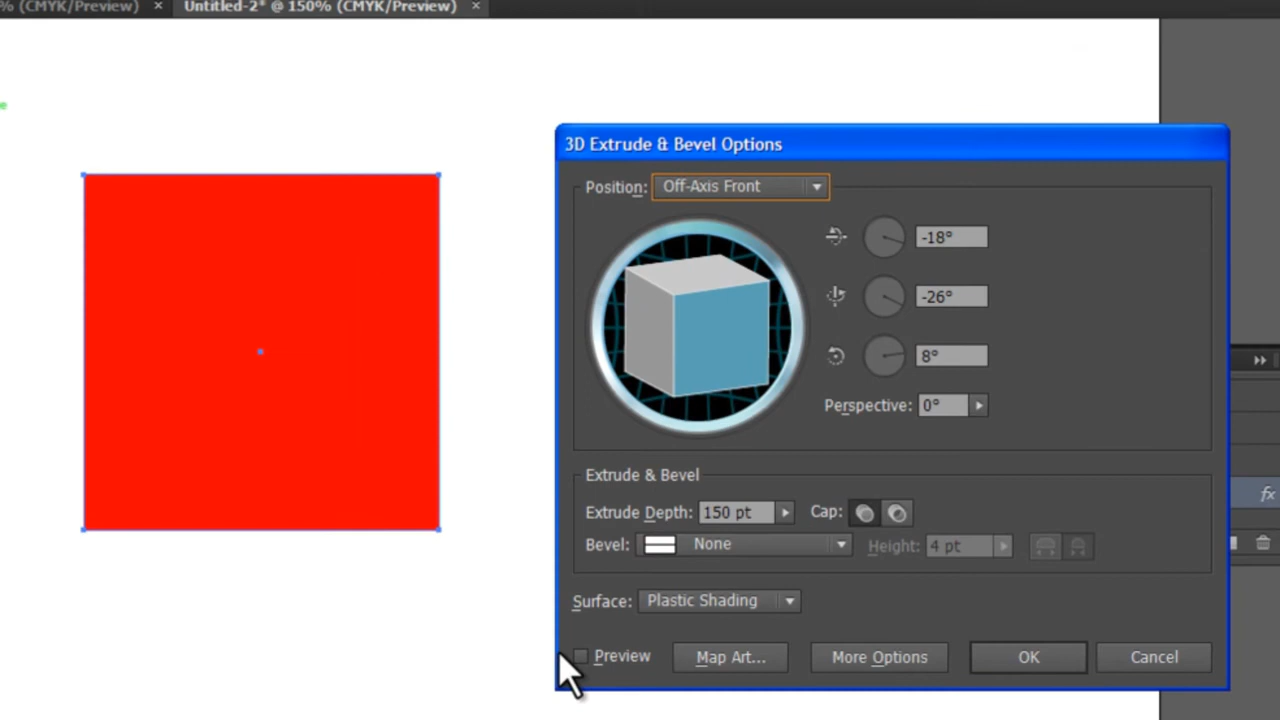 % (CMYK/Preview) × Untitled-2* @ 150% (CMYK/Preview) ×
e
3D Extrude & Bevel Options
Position: Off-Axis Front
-18°
-26°
8°
Perspective: 0°
Extrude & Bevel
Extrude Depth: 150 pt Cap:
Bevel: None Height: 4 pt
Surface: Plastic Shading
Preview Map Art... More Options OK Cancel
fx